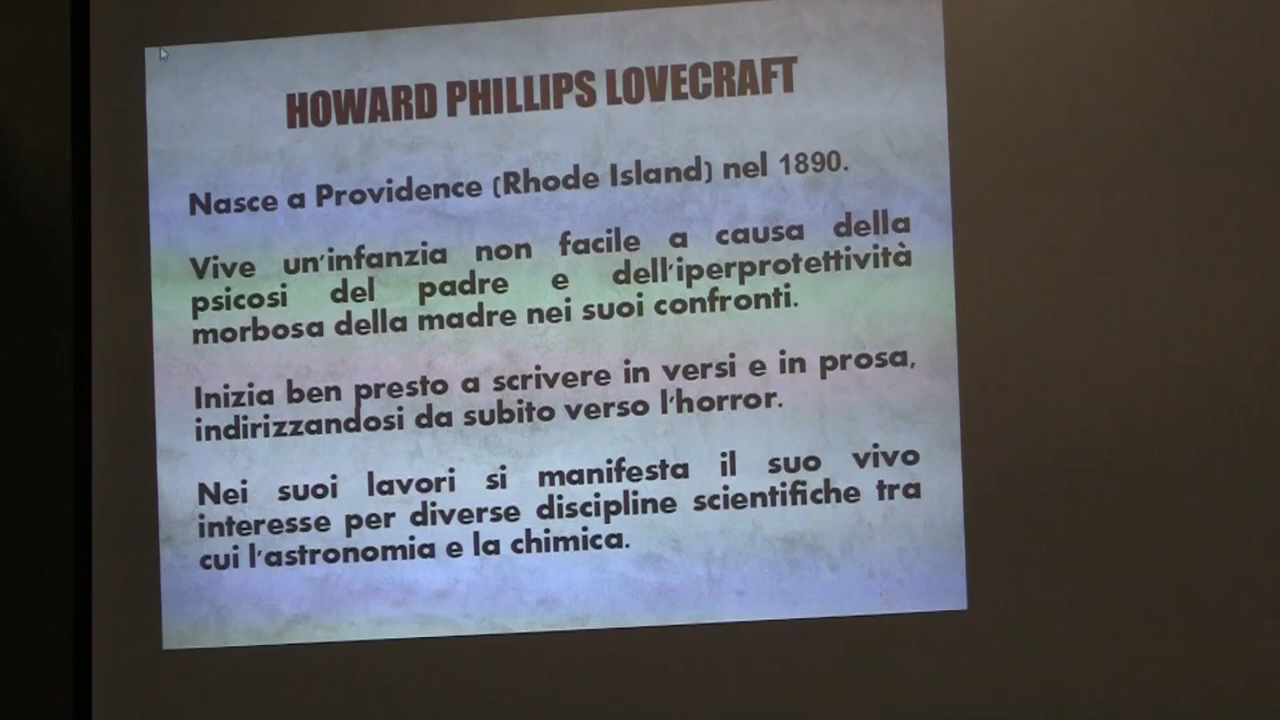 HOWARD PHILLIPS LOVECRAFT
Nasce a Providence (Rhode Island) nel 1890.
Vive un'infanzia non facile a causa della
psicosi del padre e dell'iperprotettività
morbosa della madre nei suoi confronti.
Inizia ben presto a scrivere in versi e in prosa,
indirizzandosi da subito verso l'horror.
Nei suoi lavori si manifesta il suo vivo
interesse per diverse discipline scientifiche tra
cui l'astronomia e la chimica.